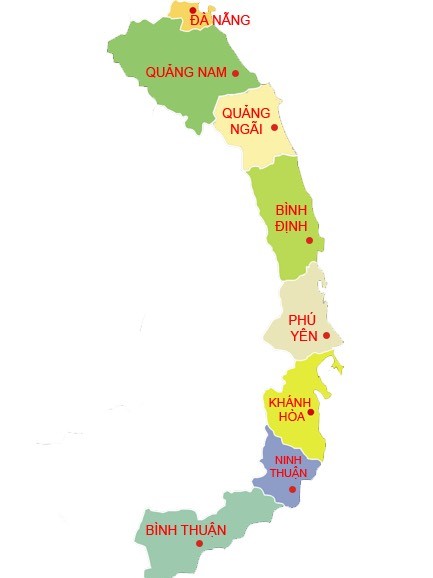 ĐÀ NẴNG
QUẢNG NAM
QUẢNG
NGÃI
BÌNH
ĐỊNH
PHÚ
YÊN
KHÁNH
HÒA
NINH
THUẬN
BÌNH THUẬN